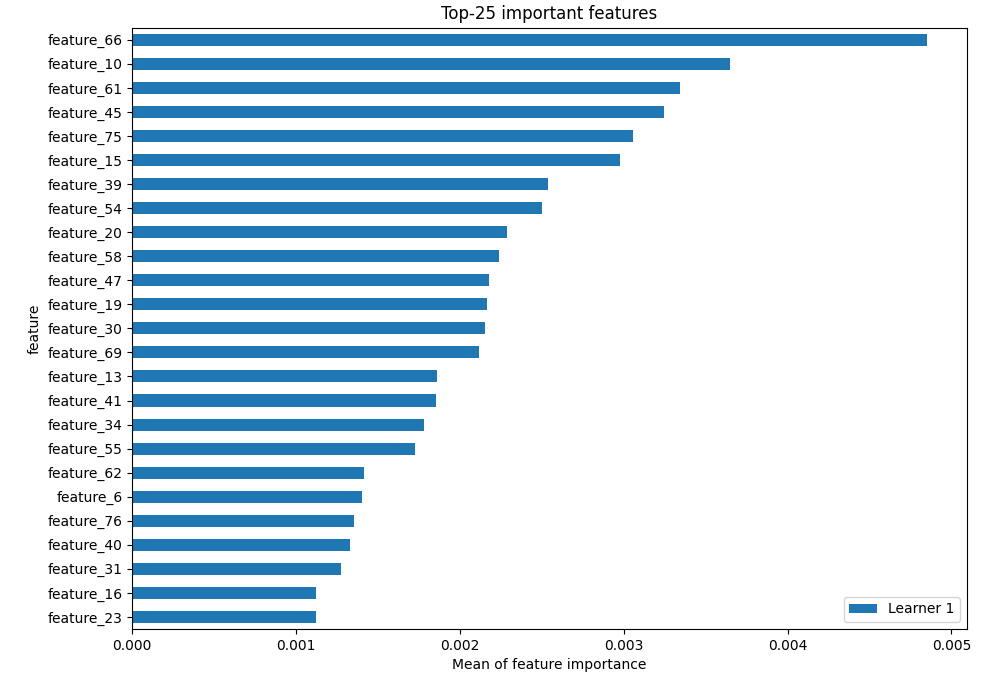 Top-25 important features
feature_66
feature_10
feature_61
feature_45
feature_75
feature_15
feature_39
feature_54
feature_20
feature_58
feature_47
feature_19
feature_30
feature_69
feature_13
feature_41
feature_34
feature_55
feature_62
feature_6
feature_76
feature_40
feature_31
feature_16
feature_23
feature
Learner 1
0.000 0.001 0.002 0.003 0.004 0.005
Mean of feature importance